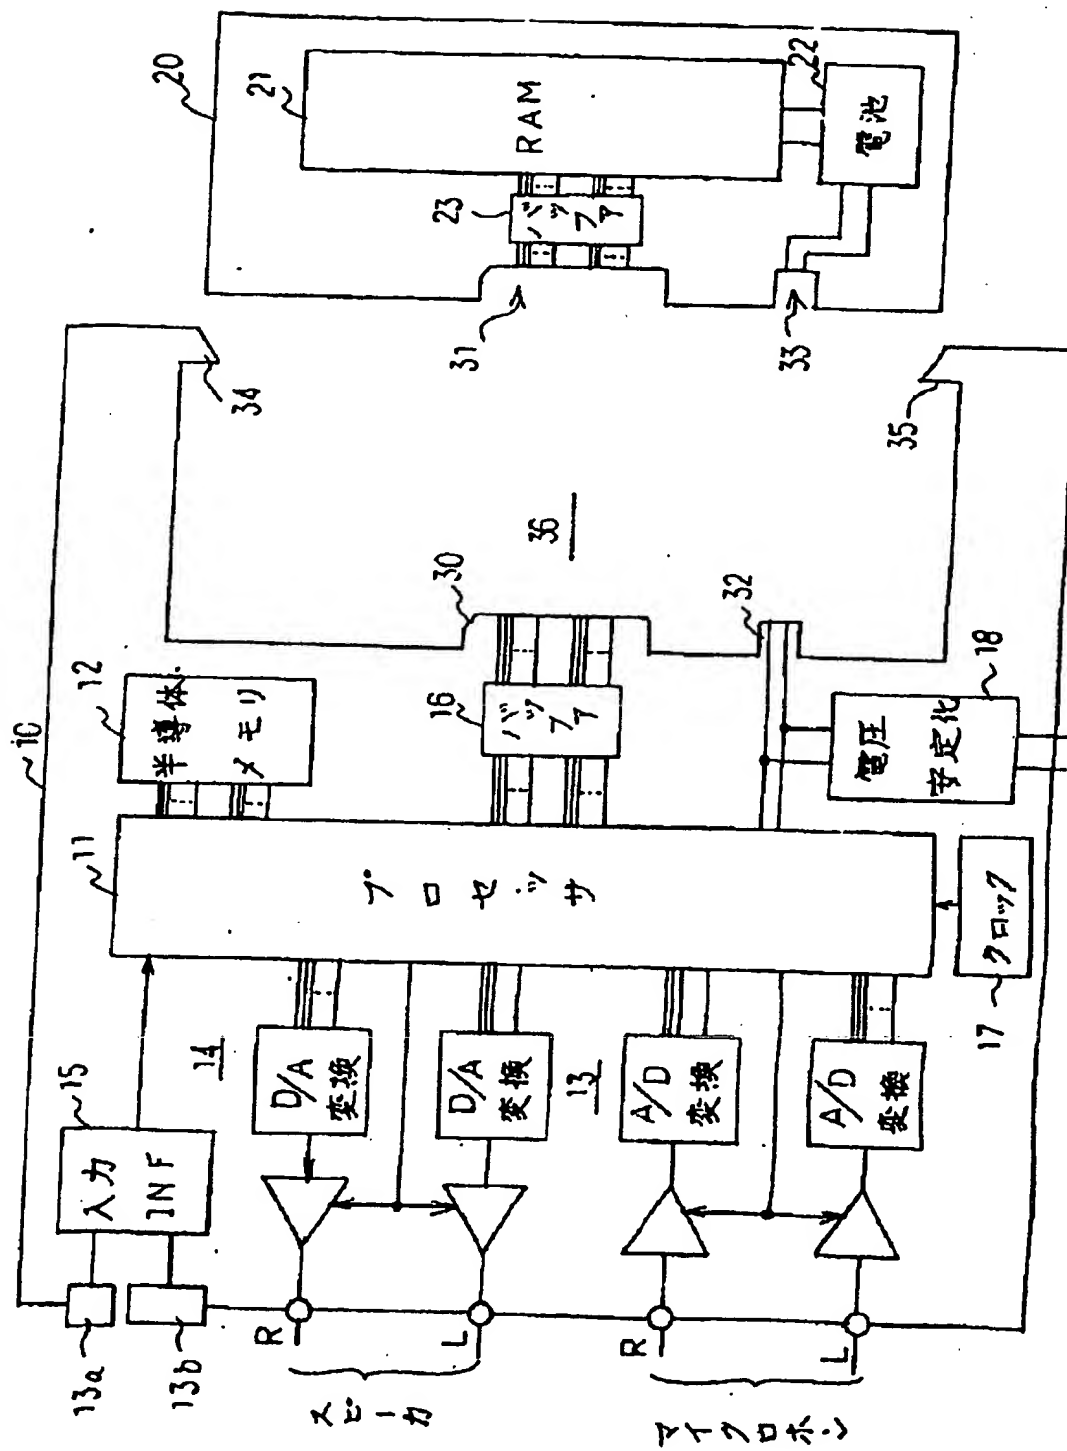 10
20
21
RAM
22
電池
23
バッファ
31
33
34
35
36
30
32
12
半導体
メモリ
16
バッファ
18
電圧
安定化
11
プロセッサ
17
クロック
15
入力
INF
14
D/A
変換
D/A
変換
13
A/D
変換
A/D
変換
13a
13b
R
L
スピーカ
R
L
マイクロホン